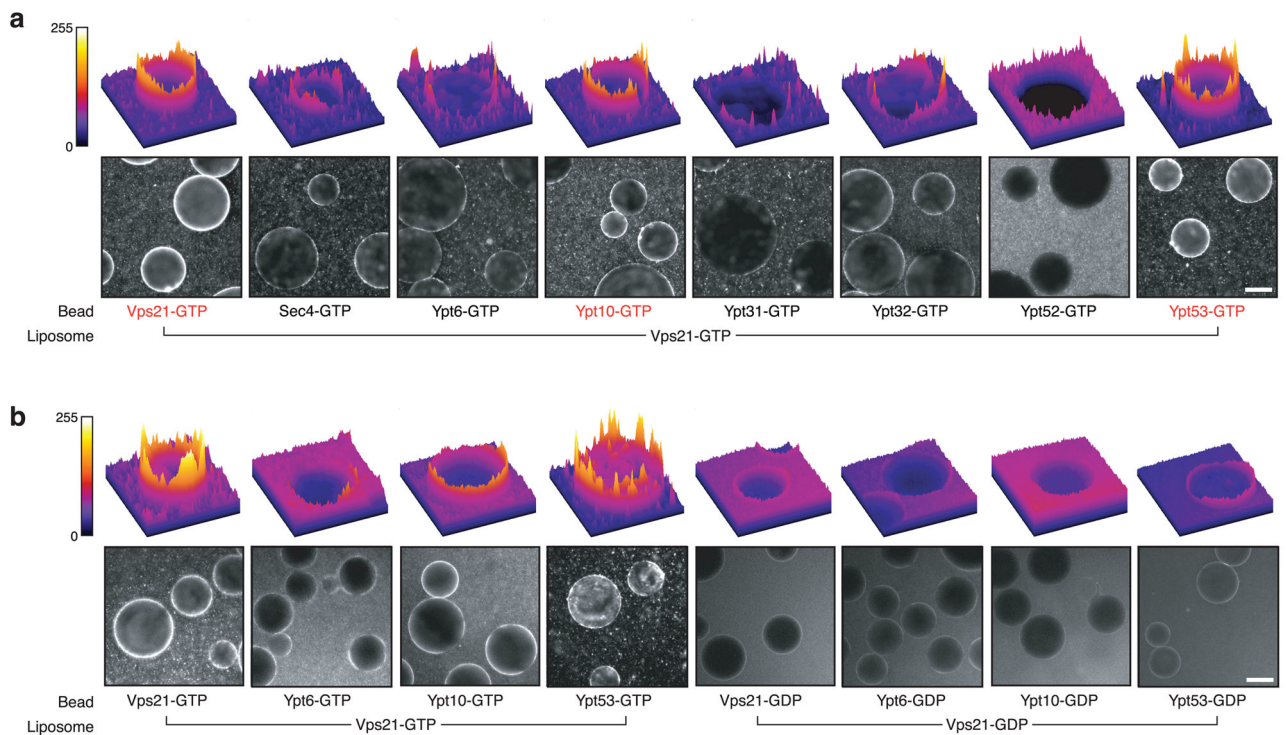 a
255
0
Bead Vps21-GTP Sec4-GTP Ypt6-GTP Ypt10-GTP Ypt31-GTP Ypt32-GTP Ypt52-GTP Ypt53-GTP
Liposome Vps21-GTP
b
255
0
Bead Vps21-GTP Ypt6-GTP Ypt10-GTP Ypt53-GTP Vps21-GDP Ypt6-GDP Ypt10-GDP Ypt53-GDP
Liposome Vps21-GTP Vps21-GDP